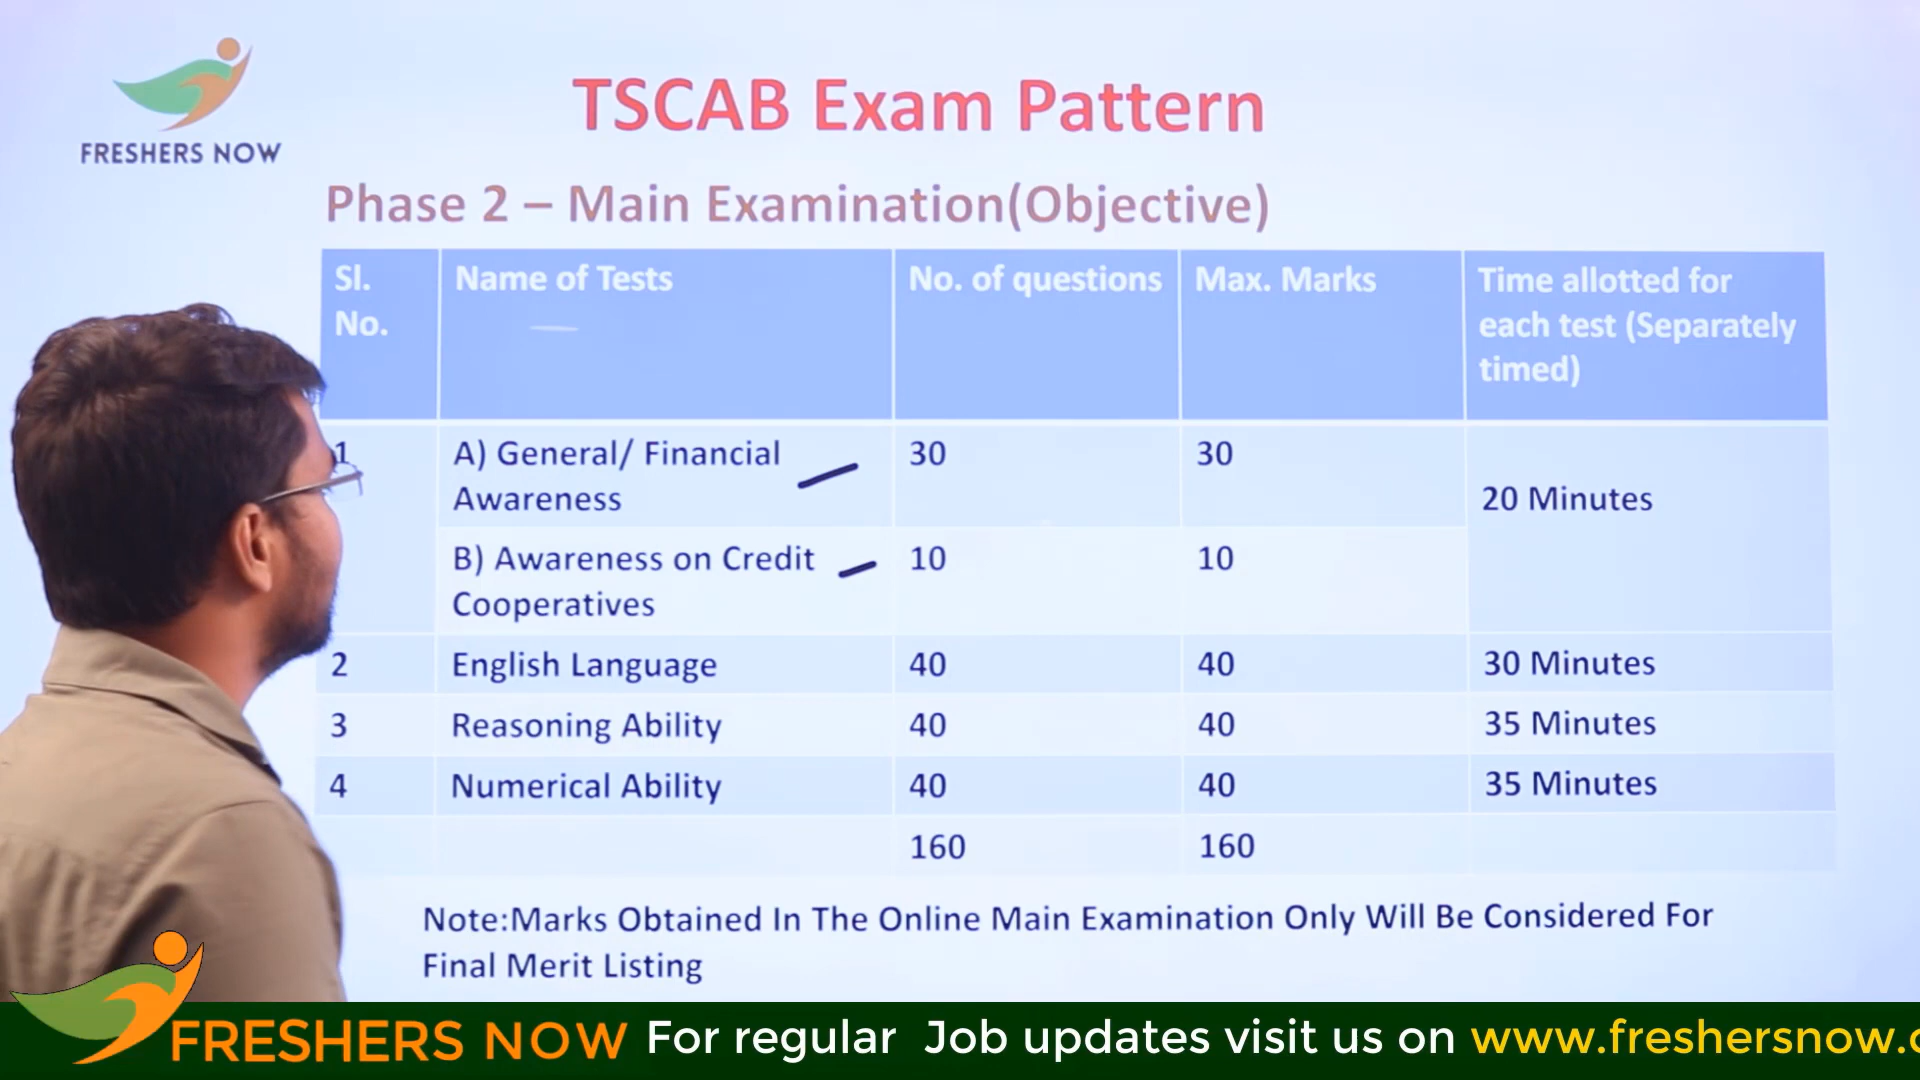 FRESHERS NOW
TSCAB Exam Pattern
Phase 2 – Main Examination(Objective)
Sl. No. Name of Tests No. of questions Max. Marks Time allotted for each test (Separately timed)
1 A) General/ Financial Awareness 30 30 20 Minutes
B) Awareness on Credit Cooperatives 10 10
2 English Language 40 40 30 Minutes
3 Reasoning Ability 40 40 35 Minutes
4 Numerical Ability 40 40 35 Minutes
160 160
Note:Marks Obtained In The Online Main Examination Only Will Be Considered For
Final Merit Listing
FRESHERS NOW For regular Job updates visit us on www.freshersnow.c